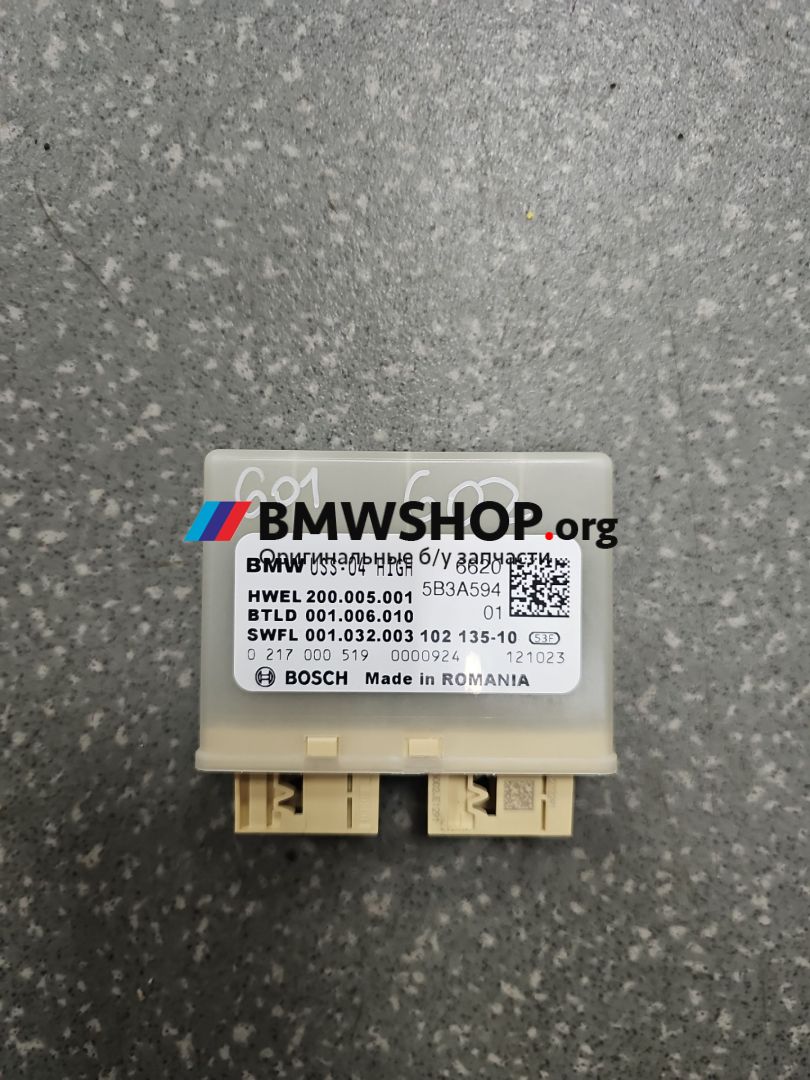 G01 G02
BMWSHOP.org
Оригинальные б/у запчасти
BMW USS-04 HIGH 6620
5B3A594
HWEL 200.005.001
BTLD 001.006.010 01
SWFL 001.032.003 102 135-10 53F
0 217 000 519 0000924 121023
BOSCH Made in ROMANIA